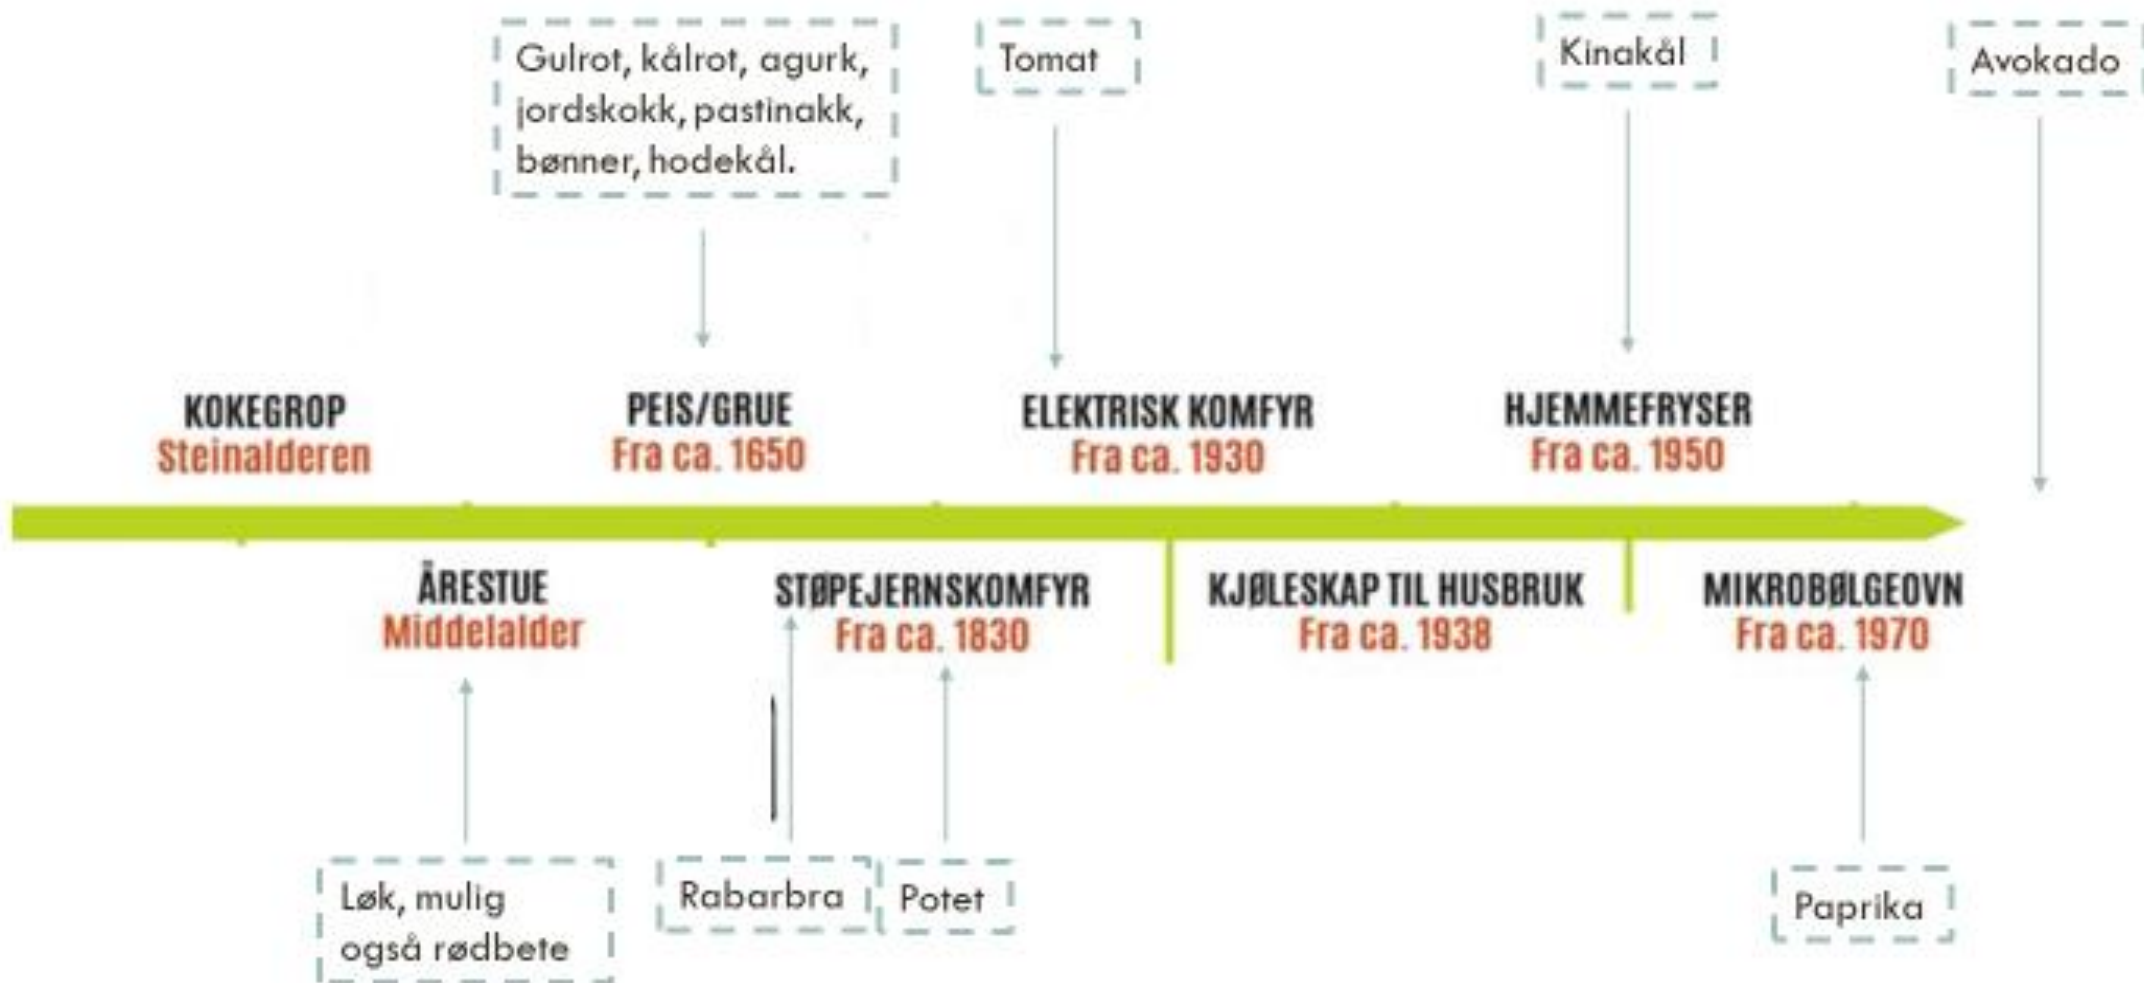 Gulrot, kålrot, agurk,
jordskokk, pastinakk,
bønner, hodekål.
Tomat
Kinakål
Avokado
KOKEGROP
Steinalderen
PEIS/GRUE
Fra ca. 1650
ELEKTRISK KOMFYR
Fra ca. 1930
HJEMMEFRYSER
Fra ca. 1950
ÅRESTUE
Middelalder
STØPEJERNSKOMFYR
Fra ca. 1830
KJØLESKAP TIL HUSBRUK
Fra ca. 1938
MIKROBØLGEOVN
Fra ca. 1970
Løk, mulig
også rødbete
Rabarbra
Potet
Paprika